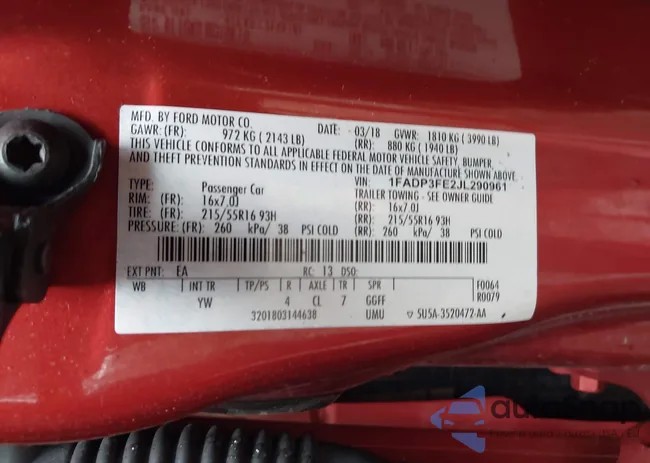 MFD. BY FORD MOTOR CO. DATE: 03/18 GVWR: 1810 KG ( 3990 LB)
GAWR: (FR): 972 KG ( 2143 LB) (RR): 880 KG ( 1940 LB)
THIS VEHICLE CONFORMS TO ALL APPLICABLE FEDERAL MOTOR VEHICLE SAFETY, BUMPER,
AND THEFT PREVENTION STANDARDS IN EFFECT ON THE DATE OF MANUFACTURE SHOWN ABOVE.
VIN: 1FADP3FE2JL290961
TYPE: Passenger Car TRAILER TOWING - SEE OWNER GUIDE
RIM: (FR): 16x7.0J (RR): 16x7.0J
TIRE: (FR): 215/55R16 93H (RR): 215/55R16 93H
PRESSURE: (FR): 260 kPa/ 38 PSI COLD (RR): 260 kPa/ 38 PSI COLD
EXT PNT: EA RC: 13 DSO:
WB INT TR TP/PS R AXLE TR SPR F0064
YW 4 CL 7 GGFF R0079
3201803144638 UMU 5U5A-3520472-AA